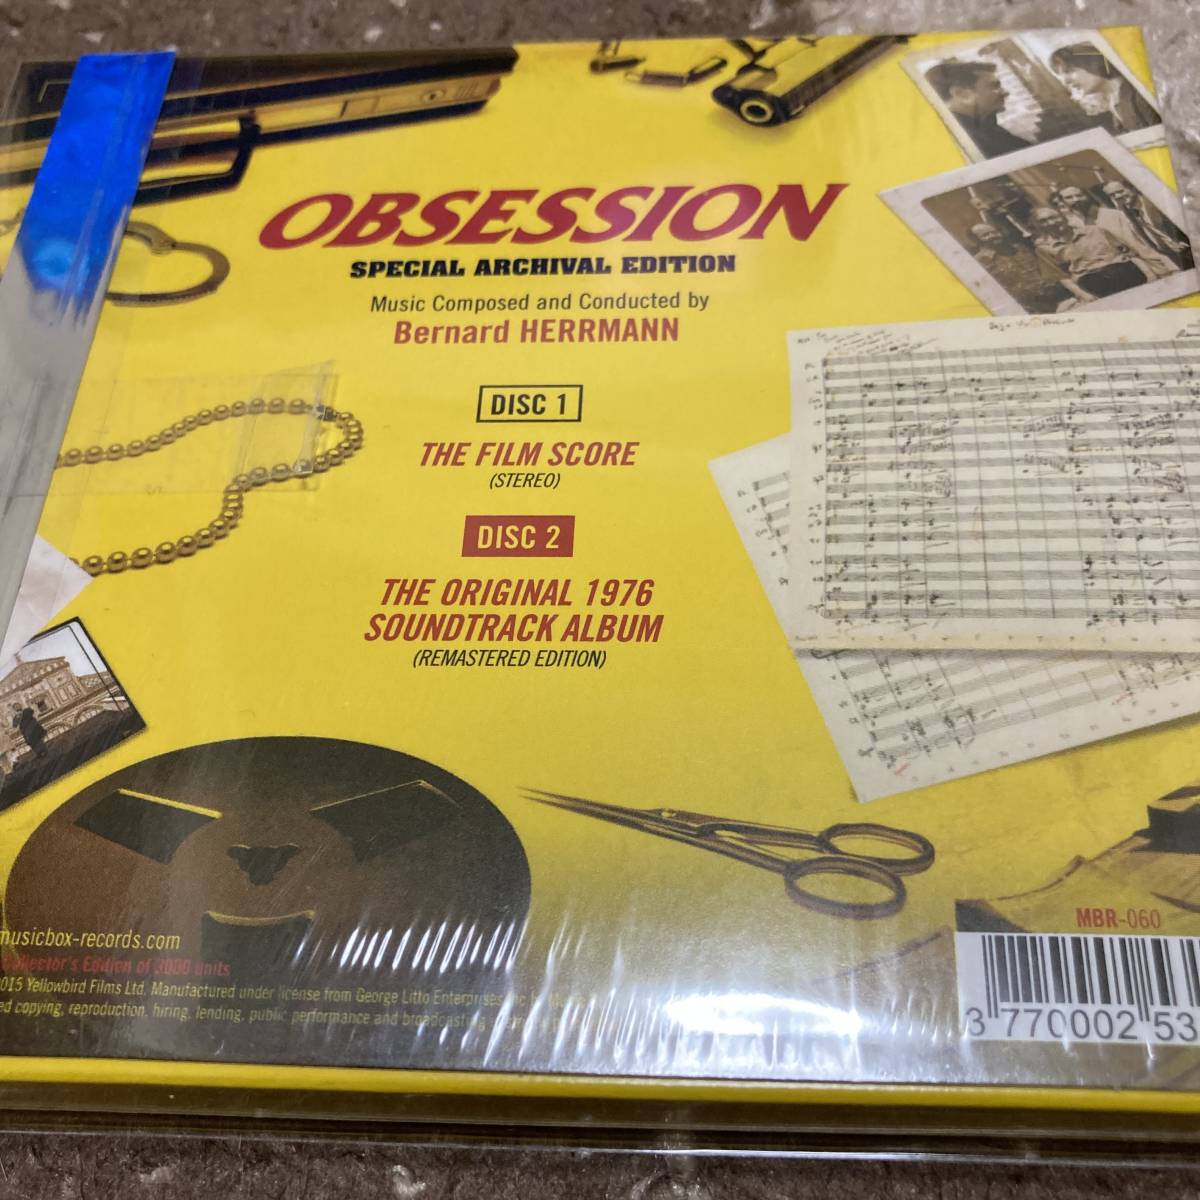 OBSESSION
SPECIAL ARCHIVAL EDITION
Music Composed and Conducted by
Bernard HERRMANN
DISC 1
THE FILM SCORE
(STEREO)
DISC 2
THE ORIGINAL 1976
SOUNDTRACK ALBUM
(REMASTERED EDITION)
MBR-060
musicbox-records.com
Collector's Edition of 3000 units
2015 Yellowbird Films Ltd. Manufactured under license from George Litto Enterprises
ed copying, reproduction, hiring, lending, public performance and broadcasting
3 770002 53